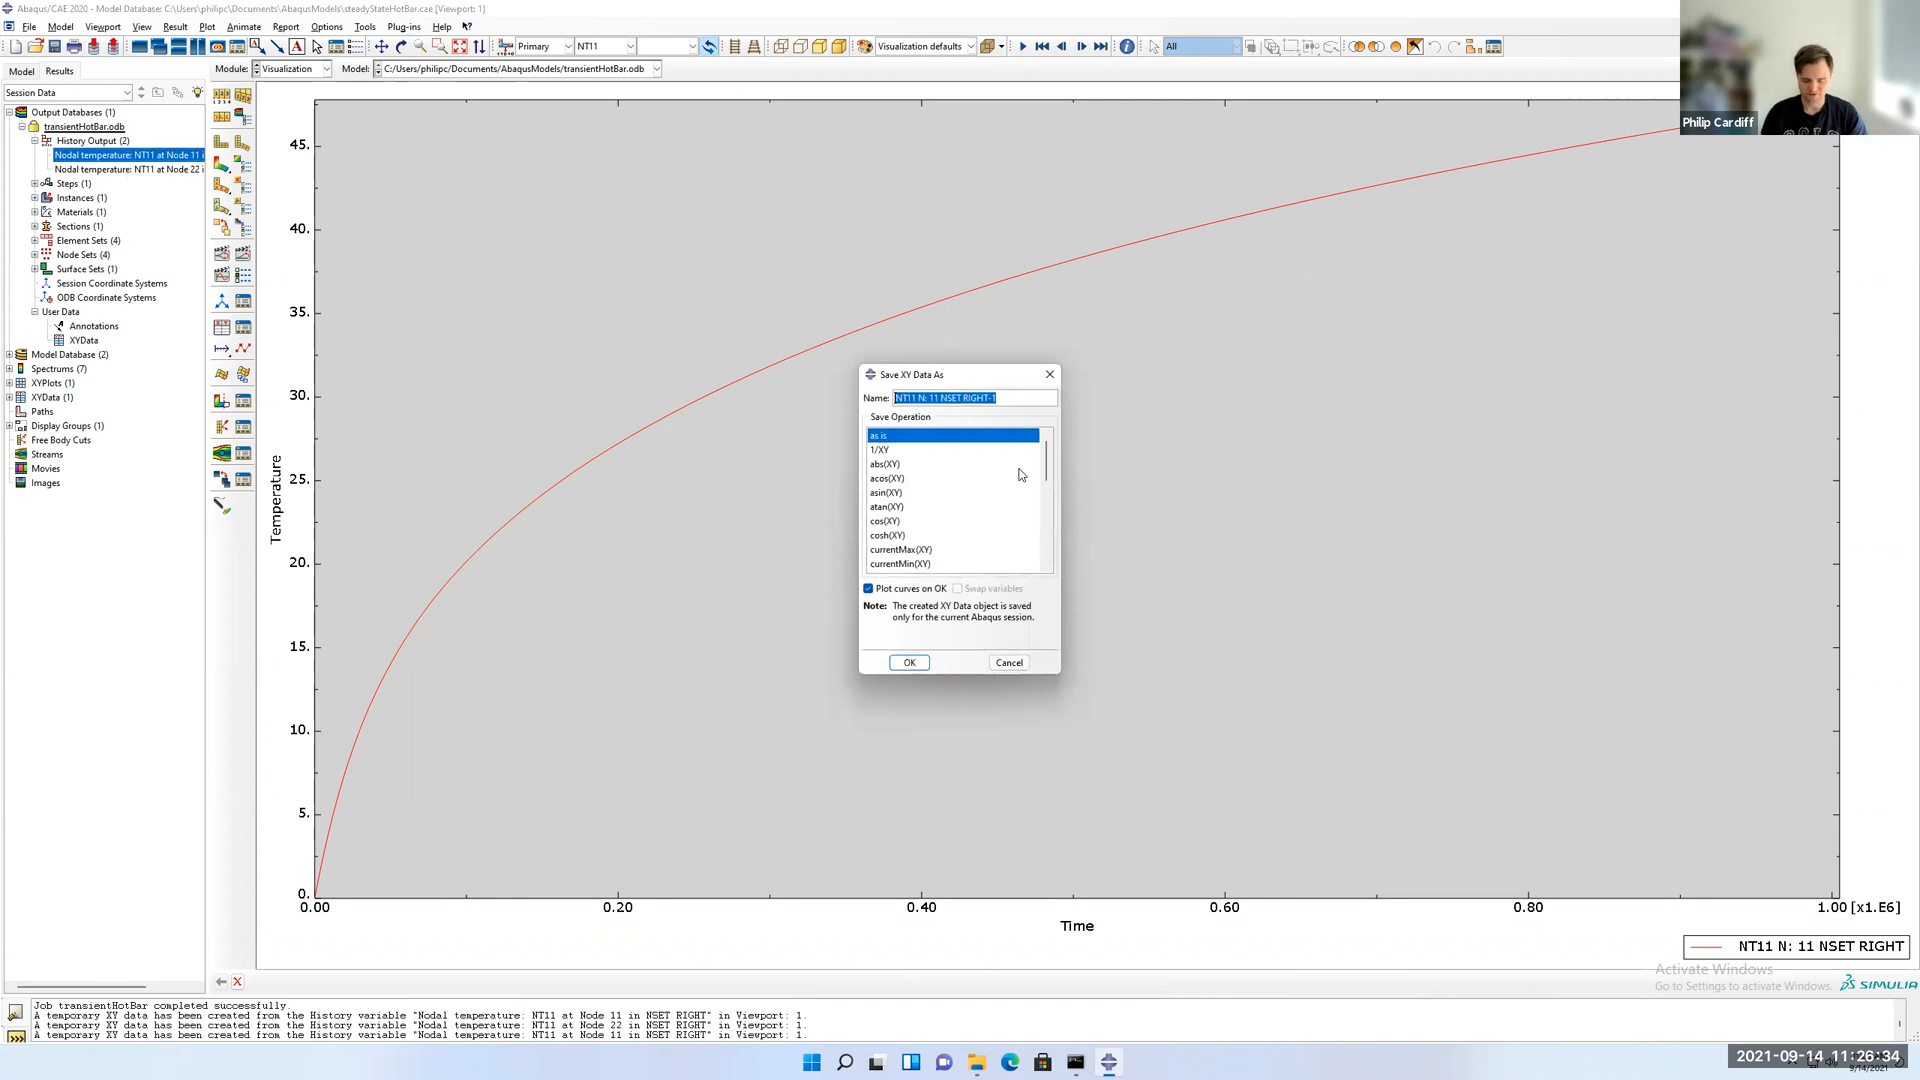 Abaqus/CAE 2020 - Model Database: C:\Users\philipc\Documents\AbaqusModels\steadyStateHotBar.cae [Viewport: 1]
File Model Viewport View Result Plot Animate Report Options Tools Plug-ins Help
Primary NT11 Visualization defaults All
Model Results Module: Visualization Model: C:/Users/philipc/Documents/AbaqusModels/transientHotBar.odb
Session Data
Output Databases (1)
transientHotBar.odb
History Output (2)
Nodal temperature: NT11 at Node 11 i
Nodal temperature: NT11 at Node 22 i
Steps (1)
Instances (1)
Materials (1)
Sections (1)
Element Sets (4)
Node Sets (4)
Surface Sets (1)
Session Coordinate Systems
ODB Coordinate Systems
User Data
Annotations
XYData
Model Database (2)
Spectrums (7)
XYPlots (1)
XYData (1)
Paths
Display Groups (1)
Free Body Cuts
Streams
Movies
Images
Philip Cardiff
45.
40.
35.
30.
25.
20.
15.
10.
5.
0.
Temperature
0.00 0.20 0.40 0.60 0.80 1.00 [x1.E6]
Time
NT11 N: 11 NSET RIGHT
Save XY Data As
Name: NT11 N: 11 NSET RIGHT-1
Save Operation
as is
1/XY
abs(XY)
acos(XY)
asin(XY)
atan(XY)
cos(XY)
cosh(XY)
currentMax(XY)
currentMin(XY)
Plot curves on OK Swap variables
Note: The created XY Data object is saved
only for the current Abaqus session.
OK Cancel
Activate Windows
Go to Settings to activate Windows.
SIMULIA
Job transientHotBar completed successfully.
A temporary XY data has been created from the History variable "Nodal temperature: NT11 at Node 11 in NSET RIGHT" in Viewport: 1.
A temporary XY data has been created from the History variable "Nodal temperature: NT11 at Node 22 in NSET RIGHT" in Viewport: 1.
A temporary XY data has been created from the History variable "Nodal temperature: NT11 at Node 11 in NSET RIGHT" in Viewport: 1.
2021-09-14 11:26:34
9/14/2021